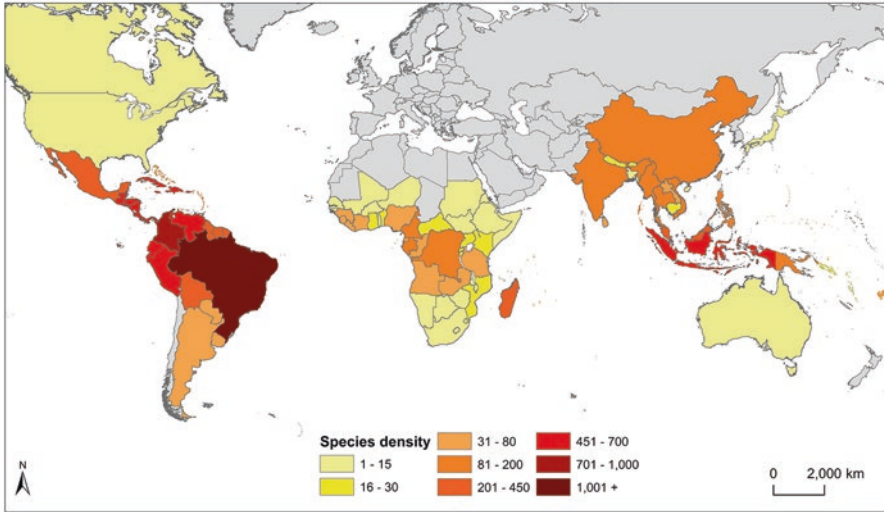 Species density
1 - 15
16 - 30
31 - 80
81 - 200
201 - 450
451 - 700
701 - 1,000
1,001 +
N
0 2,000 km